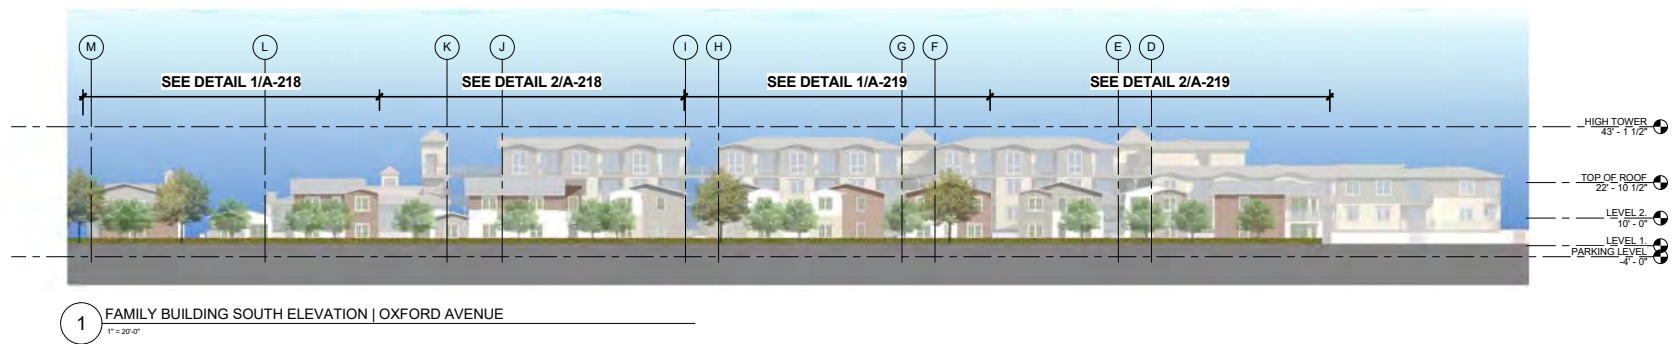 M L K J I H G F E D
SEE DETAIL 1/A-218 SEE DETAIL 2/A-218 SEE DETAIL 1/A-219 SEE DETAIL 2/A-219
HIGH TOWER
43' - 1 1/2"
TOP OF ROOF
22' - 10 1/2"
LEVEL 2.
10' - 0"
LEVEL 1.
PARKING LEVEL
-4' - 0"
1 FAMILY BUILDING SOUTH ELEVATION | OXFORD AVENUE
1" = 20'-0"